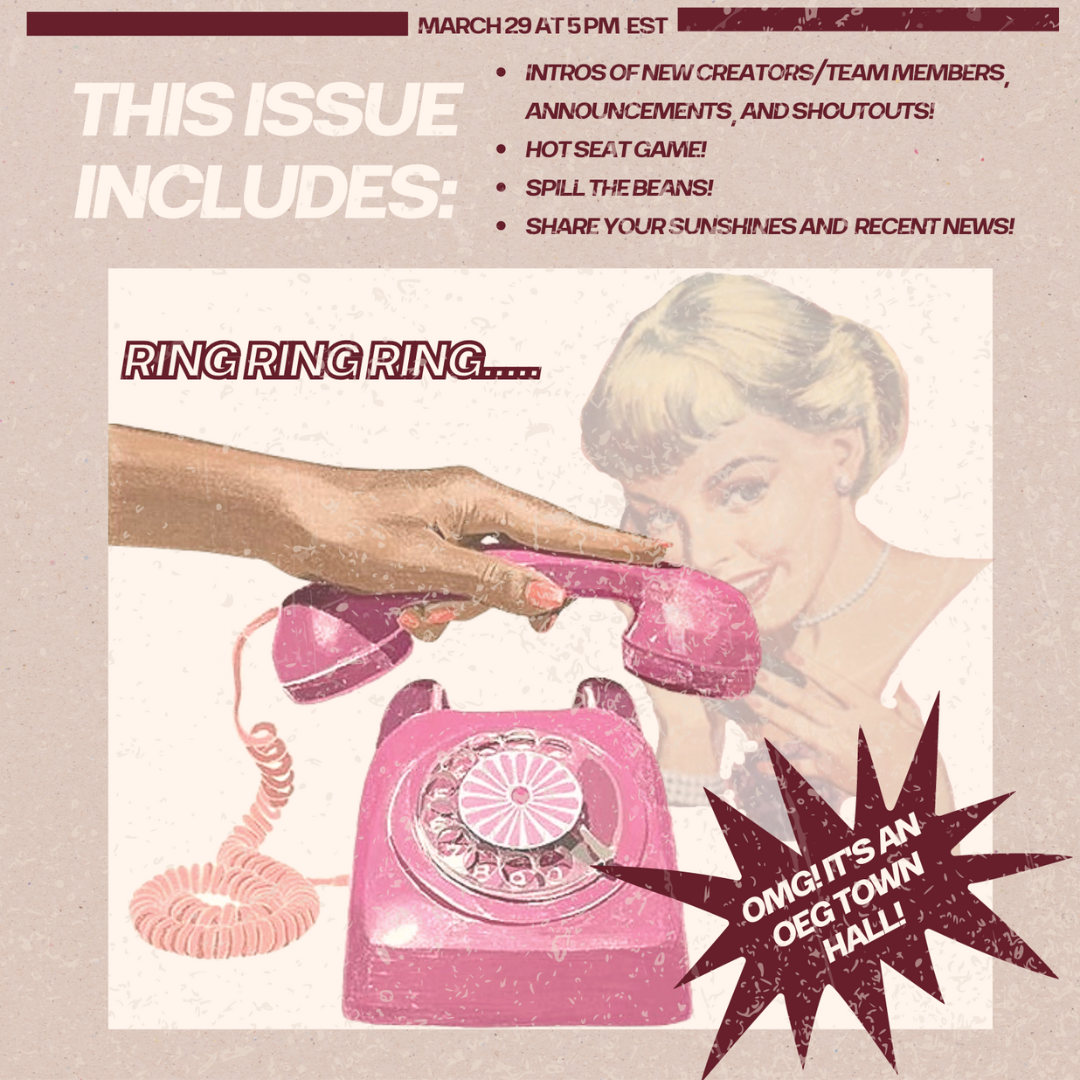 MARCH 29 AT 5 PM EST
THIS ISSUE
INCLUDES:
• INTROS OF NEW CREATORS/TEAM MEMBERS,
ANNOUNCEMENTS, AND SHOUTOUTS!
• HOT SEAT GAME!
• SPILL THE BEANS!
• SHARE YOUR SUNSHINES AND RECENT NEWS!
RING RING RING.....
OMG! IT'S AN
OEG TOWN
HALL!